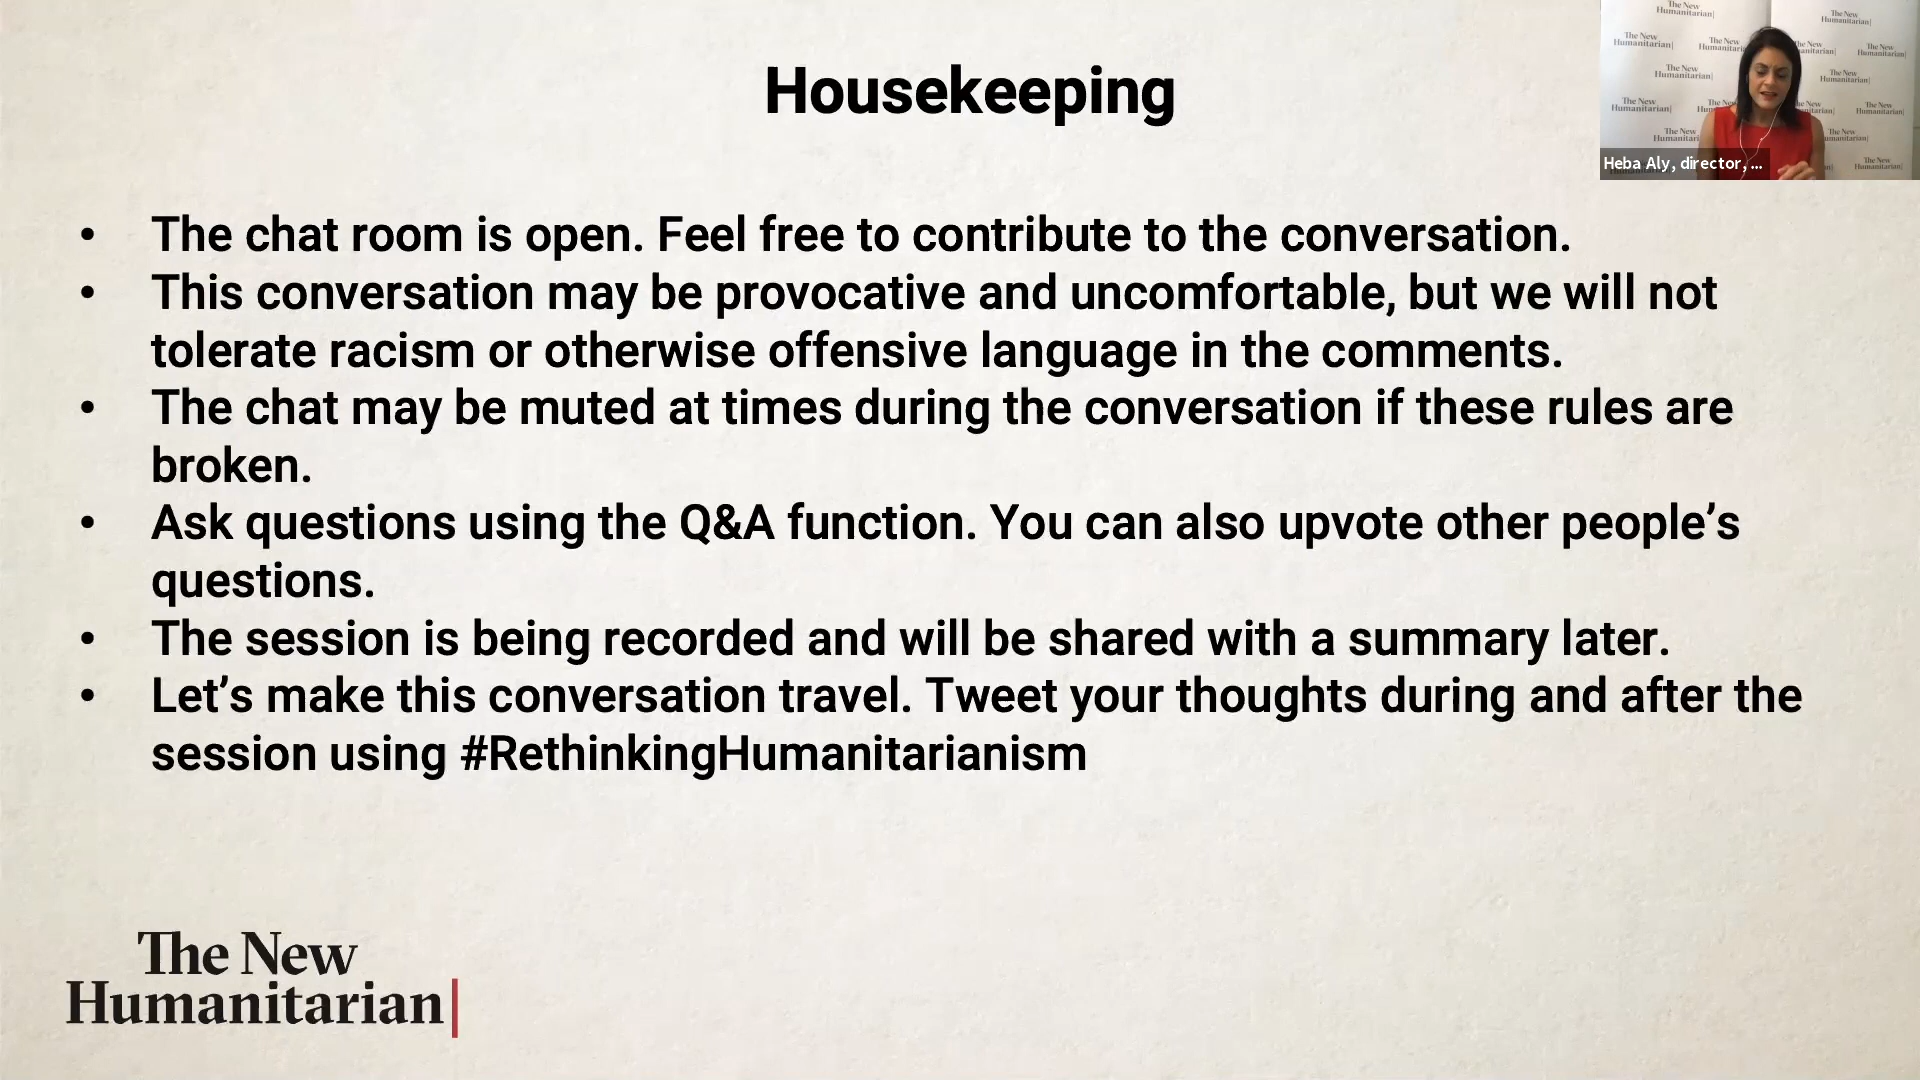 Housekeeping
The New
Humanitarian|
Heba Aly, director, ...
• The chat room is open. Feel free to contribute to the conversation.
• This conversation may be provocative and uncomfortable, but we will not
tolerate racism or otherwise offensive language in the comments.
• The chat may be muted at times during the conversation if these rules are
broken.
• Ask questions using the Q&A function. You can also upvote other people’s
questions.
• The session is being recorded and will be shared with a summary later.
• Let’s make this conversation travel. Tweet your thoughts during and after the
session using #RethinkingHumanitarianism
The New
Humanitarian|